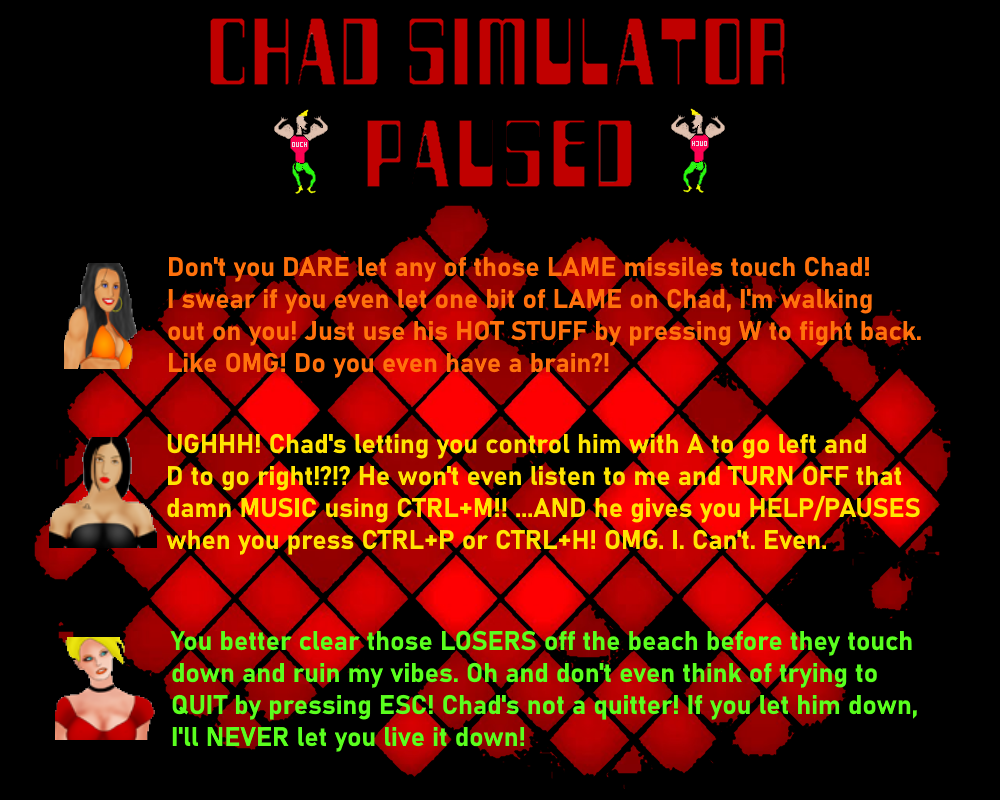 CHAD SIMULATOR
OUCH PAUSED OUCH
Don't you DARE let any of those LAME missiles touch Chad!
I swear if you even let one bit of LAME on Chad, I'm walking
out on you! Just use his HOT STUFF by pressing W to fight back.
Like OMG! Do you even have a brain?!
UGHHH! Chad's letting you control him with A to go left and
D to go right!?!? He won't even listen to me and TURN OFF that
damn MUSIC using CTRL+M!! ...AND he gives you HELP/PAUSES
when you press CTRL+P or CTRL+H! OMG. I. Can't. Even.
You better clear those LOSERS off the beach before they touch
down and ruin my vibes. Oh and don't even think of trying to
QUIT by pressing ESC! Chad's not a quitter! If you let him down,
I'll NEVER let you live it down!